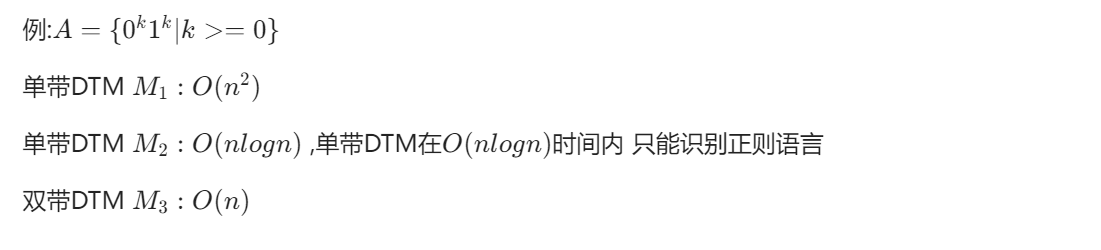 例:A = {0^k1^k|k >= 0}
单带DTM M_1 : O(n^2)
单带DTM M_2 : O(nlogn) ,单带DTM在O(nlogn)时间内 只能识别正则语言
双带DTM M_3 : O(n)